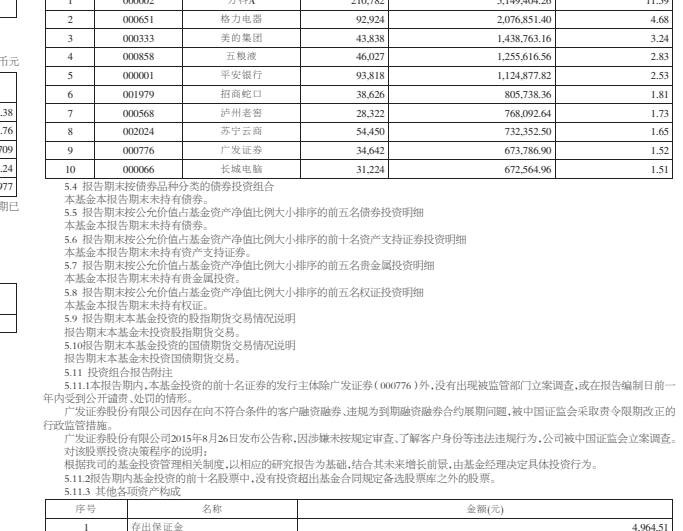 币元
.38
.76
709
.24
977
期已
1 000002 万科A 210,782 5,149,404.26 11.59
2 000651 格力电器 92,924 2,076,851.40 4.68
3 000333 美的集团 43,838 1,438,763.16 3.24
4 000858 五粮液 46,027 1,255,616.56 2.83
5 000001 平安银行 93,818 1,124,877.82 2.53
6 001979 招商蛇口 38,626 805,738.36 1.81
7 000568 泸州老窖 28,322 768,092.64 1.73
8 002024 苏宁云商 54,450 732,352.50 1.65
9 000776 广发证券 34,642 673,786.90 1.52
10 000066 长城电脑 31,224 672,564.96 1.51
5.4 报告期末按债券品种分类的债券投资组合
本基金本报告期末未持有债券。
5.5 报告期末按公允价值占基金资产净值比例大小排序的前五名债券投资明细
本基金本报告期末未持有债券。
5.6 报告期末按公允价值占基金资产净值比例大小排序的前十名资产支持证券投资明细
本基金本报告期末未持有资产支持证券。
5.7 报告期末按公允价值占基金资产净值比例大小排序的前五名贵金属投资明细
本基金本报告期末未持有贵金属投资。
5.8 报告期末按公允价值占基金资产净值比例大小排序的前五名权证投资明细
本基金本报告期末未持有权证。
5.9 报告期末本基金投资的股指期货交易情况说明
报告期末本基金未投资股指期货交易。
5.10报告期末本基金投资的国债期货交易情况说明
报告期末本基金未投资国债期货交易。
5.11 投资组合报告附注
5.11.1本报告期内,本基金投资的前十名证券的发行主体除广发证券(000776)外,没有出现被监管部门立案调查,或在报告编制日前一
年内受到公开谴责、处罚的情形。
广发证券股份有限公司因存在向不符合条件的客户融资融券、违规为到期融资融券合约展期问题,被中国证监会采取责令限期改正的
行政监管措施。
广发证券股份有限公司2015年8月26日发布公告称,因涉嫌未按规定审查、了解客户身份等违法违规行为,公司被中国证监会立案调查。
对该股票投资决策程序的说明:
根据我司的基金投资管理相关制度,以相应的研究报告为基础,结合其未来增长前景,由基金经理决定具体投资行为。
5.11.2报告期内基金投资的前十名股票中,没有投资超出基金合同规定备选股票库之外的股票。
5.11.3 其他各项资产构成
序号 名称 金额(元)
1 存出保证金 4,964.51